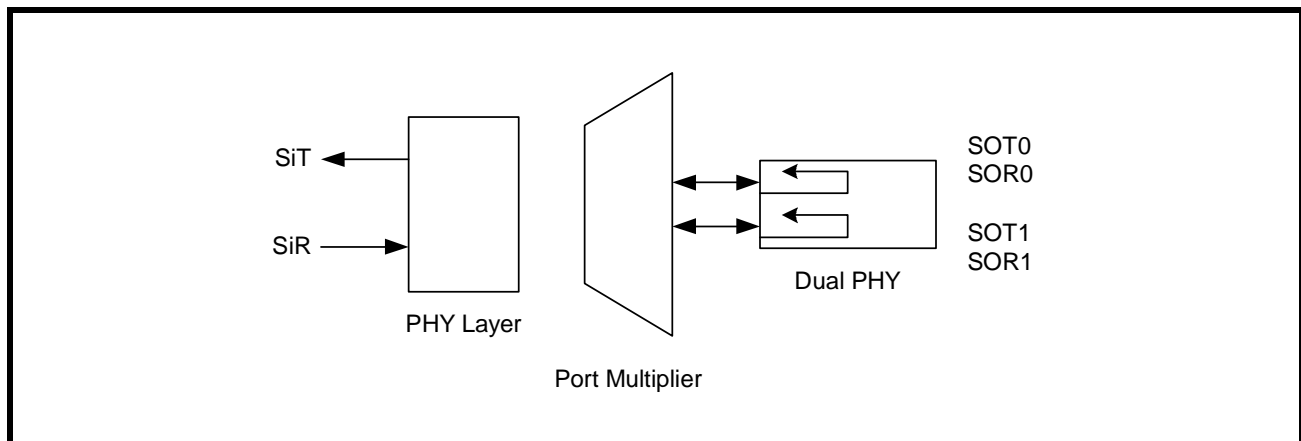 SiT
SiR
PHY Layer
Port Multiplier
Dual PHY
SOT0
SOR0
SOT1
SOR1